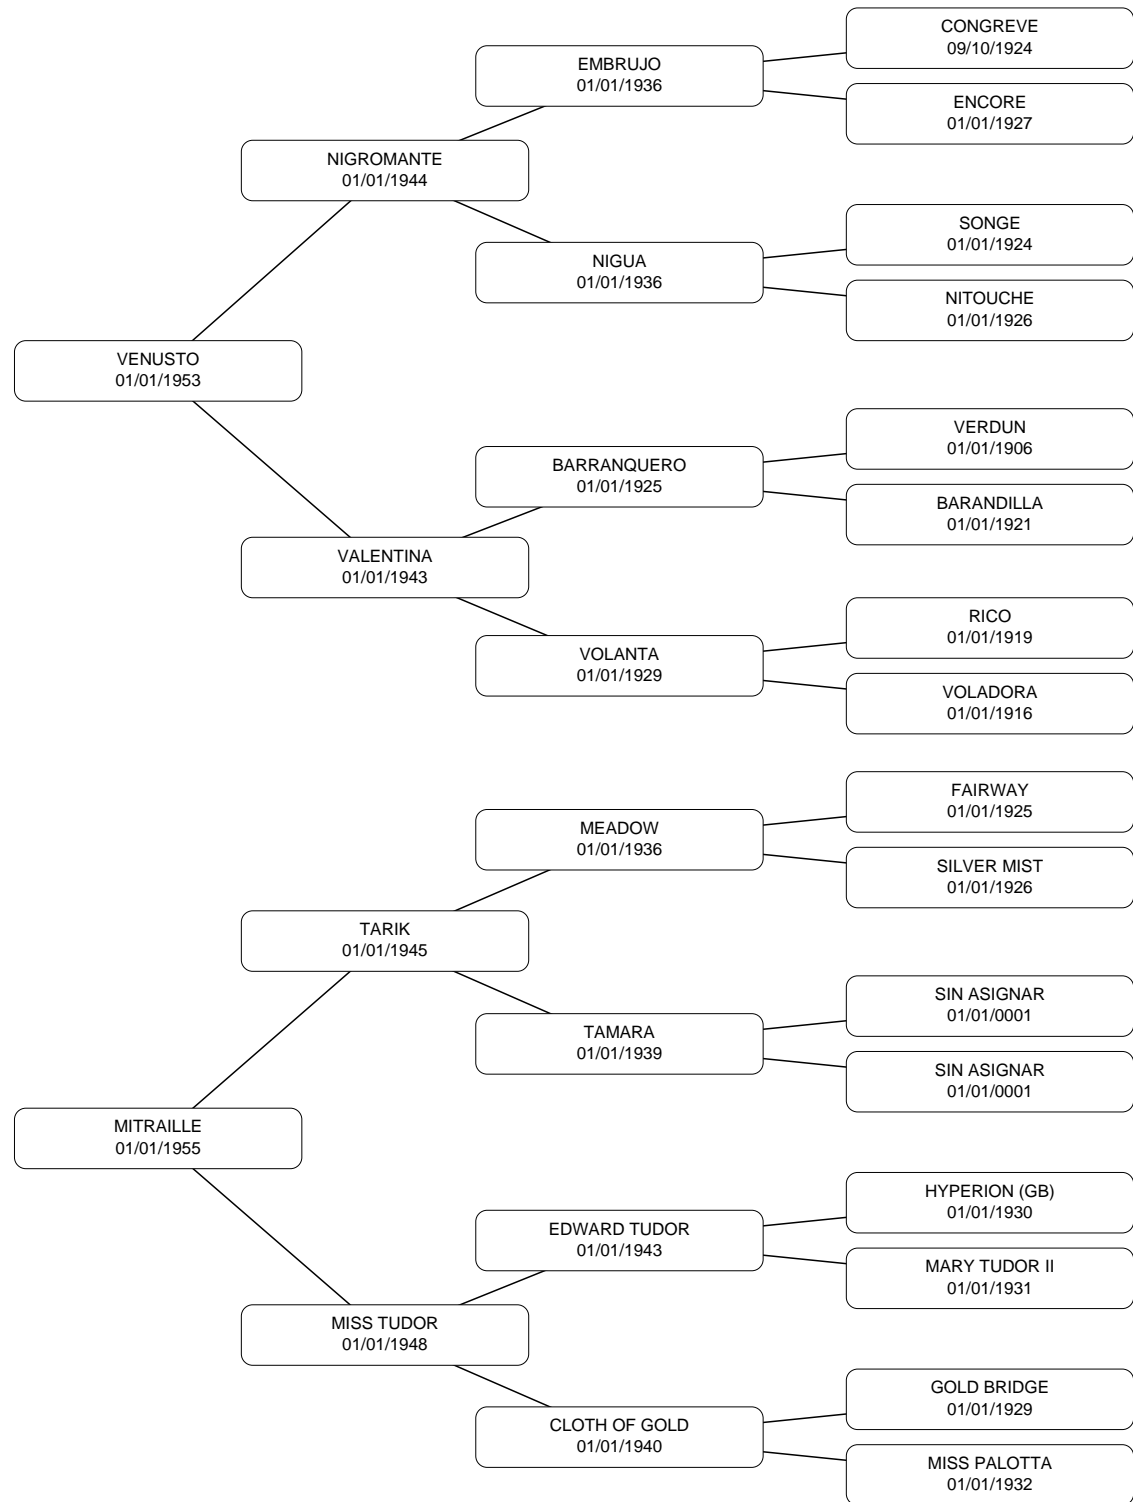 CONGREVE
09/10/1924
EMBRUJO
01/01/1936
ENCORE
01/01/1927
NIGROMANTE
01/01/1944
SONGE
01/01/1924
NIGUA
01/01/1936
NITOUCHE
01/01/1926
VENUSTO
01/01/1953
VERDUN
01/01/1906
BARRANQUERO
01/01/1925
BARANDILLA
01/01/1921
VALENTINA
01/01/1943
RICO
01/01/1919
VOLANTA
01/01/1929
VOLADORA
01/01/1916
FAIRWAY
01/01/1925
MEADOW
01/01/1936
SILVER MIST
01/01/1926
TARIK
01/01/1945
SIN ASIGNAR
01/01/0001
TAMARA
01/01/1939
SIN ASIGNAR
01/01/0001
MITRAILLE
01/01/1955
HYPERION (GB)
01/01/1930
EDWARD TUDOR
01/01/1943
MARY TUDOR II
01/01/1931
MISS TUDOR
01/01/1948
GOLD BRIDGE
01/01/1929
CLOTH OF GOLD
01/01/1940
MISS PALOTTA
01/01/1932